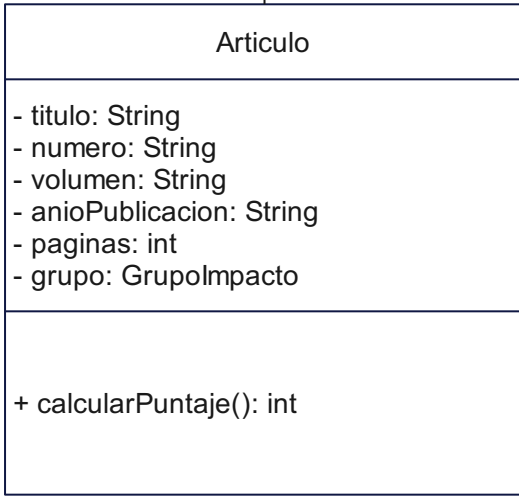 Articulo
- titulo: String
- numero: String
- volumen: String
- anioPublicacion: String
- paginas: int
- grupo: GrupoImpacto
+ calcularPuntaje(): int